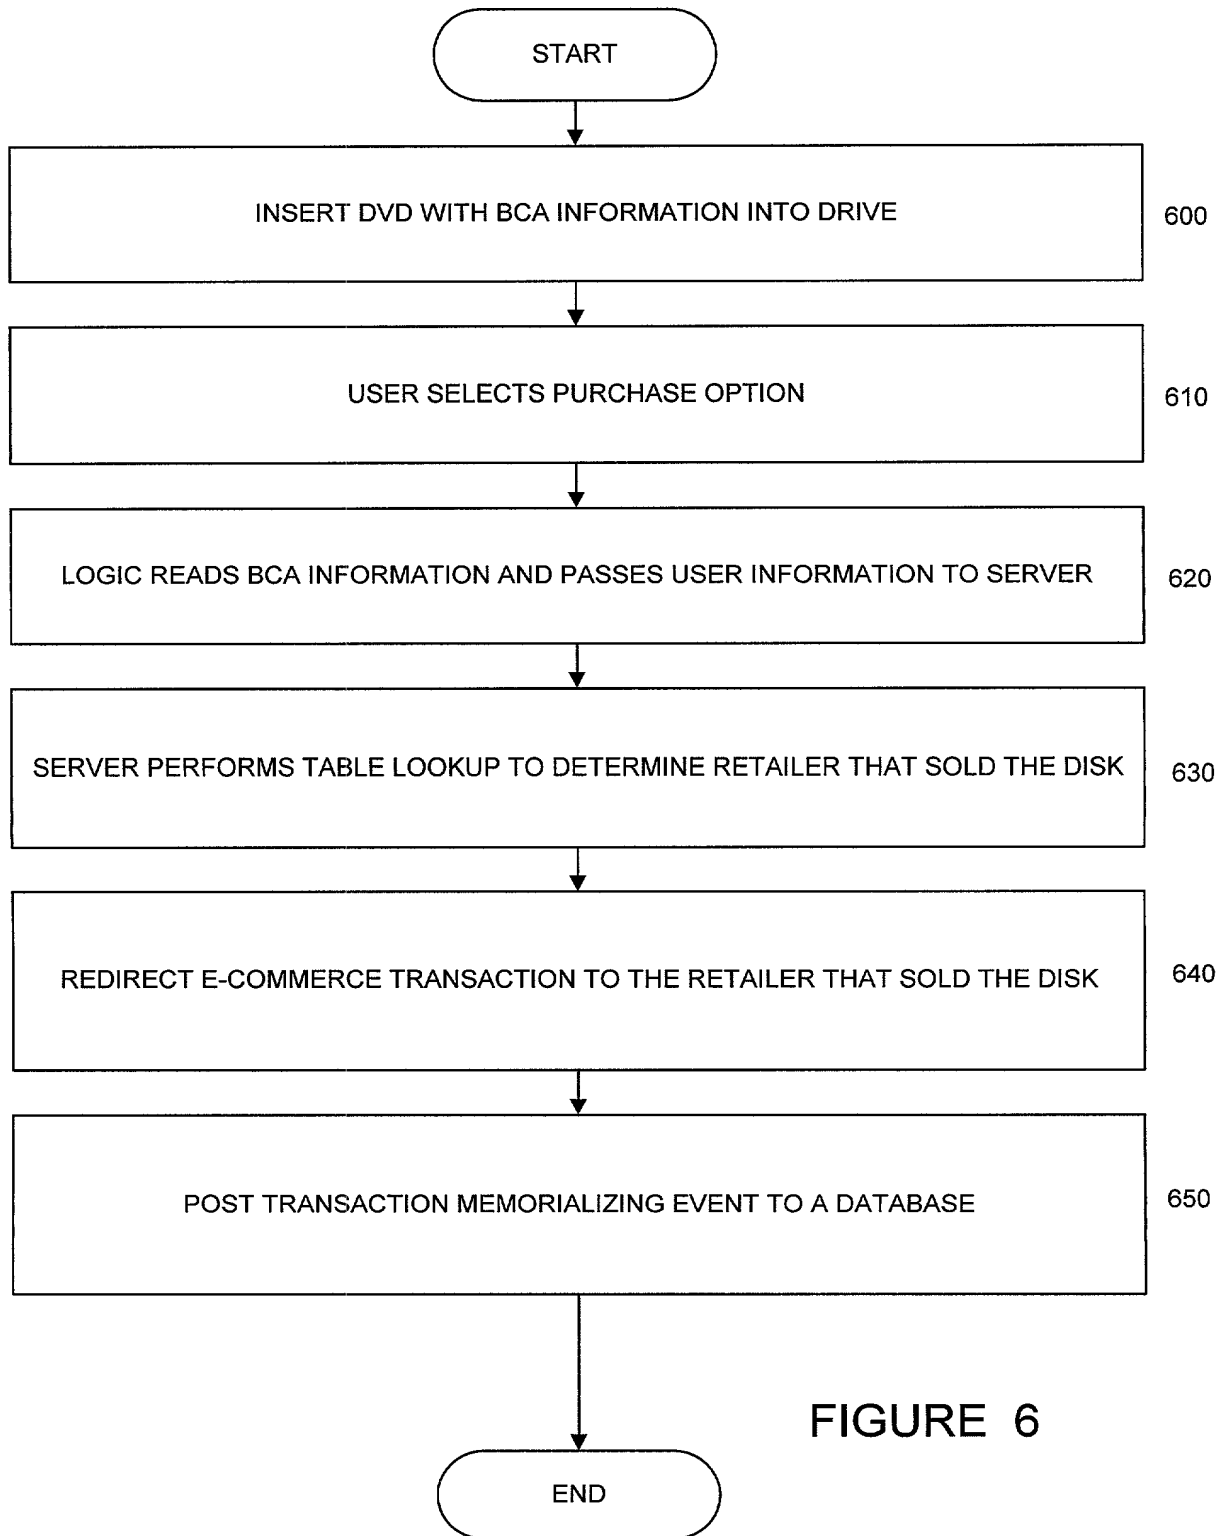 START
INSERT DVD WITH BCA INFORMATION INTO DRIVE
600
USER SELECTS PURCHASE OPTION
610
LOGIC READS BCA INFORMATION AND PASSES USER INFORMATION TO SERVER
620
SERVER PERFORMS TABLE LOOKUP TO DETERMINE RETAILER THAT SOLD THE DISK
630
REDIRECT E-COMMERCE TRANSACTION TO THE RETAILER THAT SOLD THE DISK
640
POST TRANSACTION MEMORIALIZING EVENT TO A DATABASE
650
FIGURE 6
END